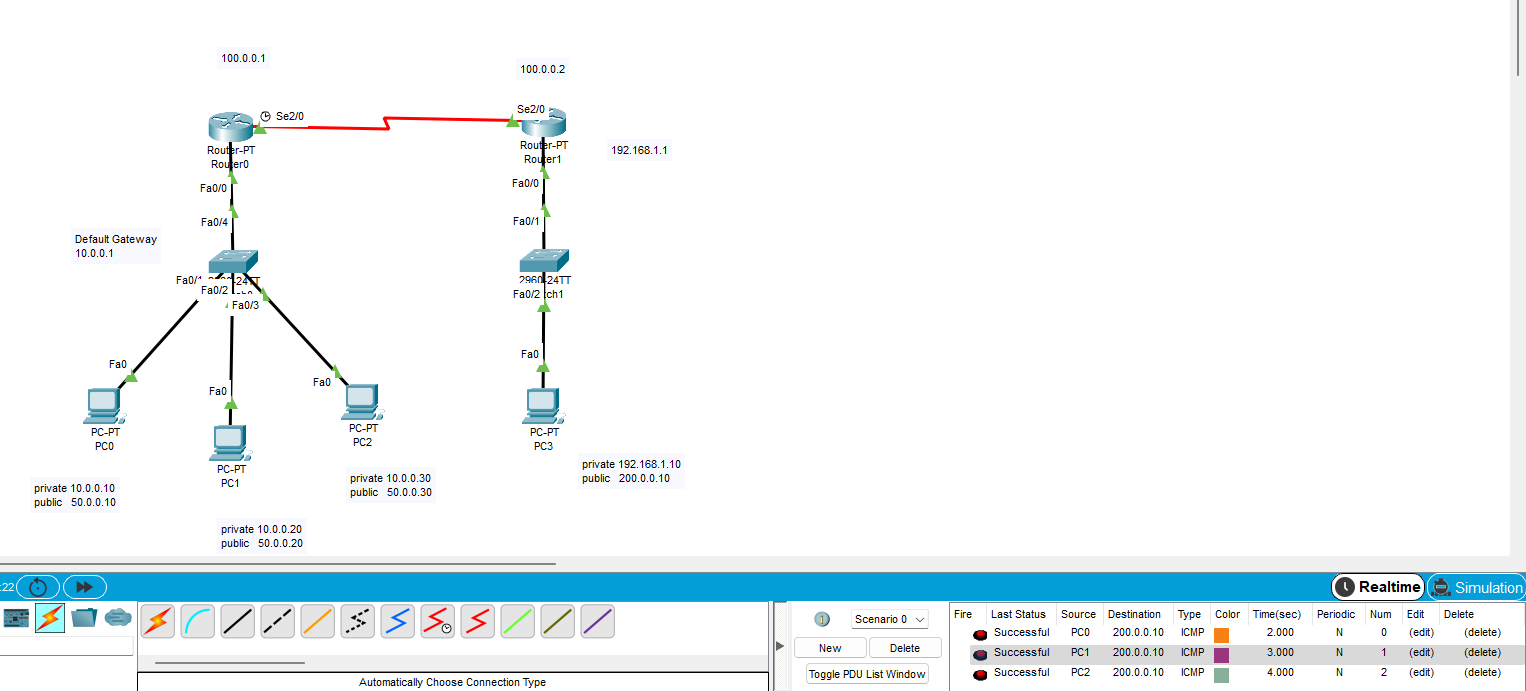 100.0.0.1
100.0.0.2
Se2/0
Se2/0
Router-PT
Router0
Router-PT
Router1
192.168.1.1
Fa0/0
Fa0/0
Fa0/4
Fa0/1
Default Gateway
10.0.0.1
Fa0/1
Fa0/2
Fa0/3
2960-24TT
Fa0/2
Fa0
Fa0
Fa0
Fa0
PC-PT
PC0
PC-PT
PC1
PC-PT
PC2
PC-PT
PC3
private 10.0.0.10
public 50.0.0.10
private 10.0.0.20
public 50.0.0.20
private 10.0.0.30
public 50.0.0.30
private 192.168.1.10
public 200.0.0.10
:22
Realtime
Simulation
Automatically Choose Connection Type
Scenario 0
New Delete
Toggle PDU List Window
Fire Last Status Source Destination Type Color Time(sec) Periodic Num Edit Delete
Successful PC0 200.0.0.10 ICMP 2.000 N 0 (edit) (delete)
Successful PC1 200.0.0.10 ICMP 3.000 N 1 (edit) (delete)
Successful PC2 200.0.0.10 ICMP 4.000 N 2 (edit) (delete)